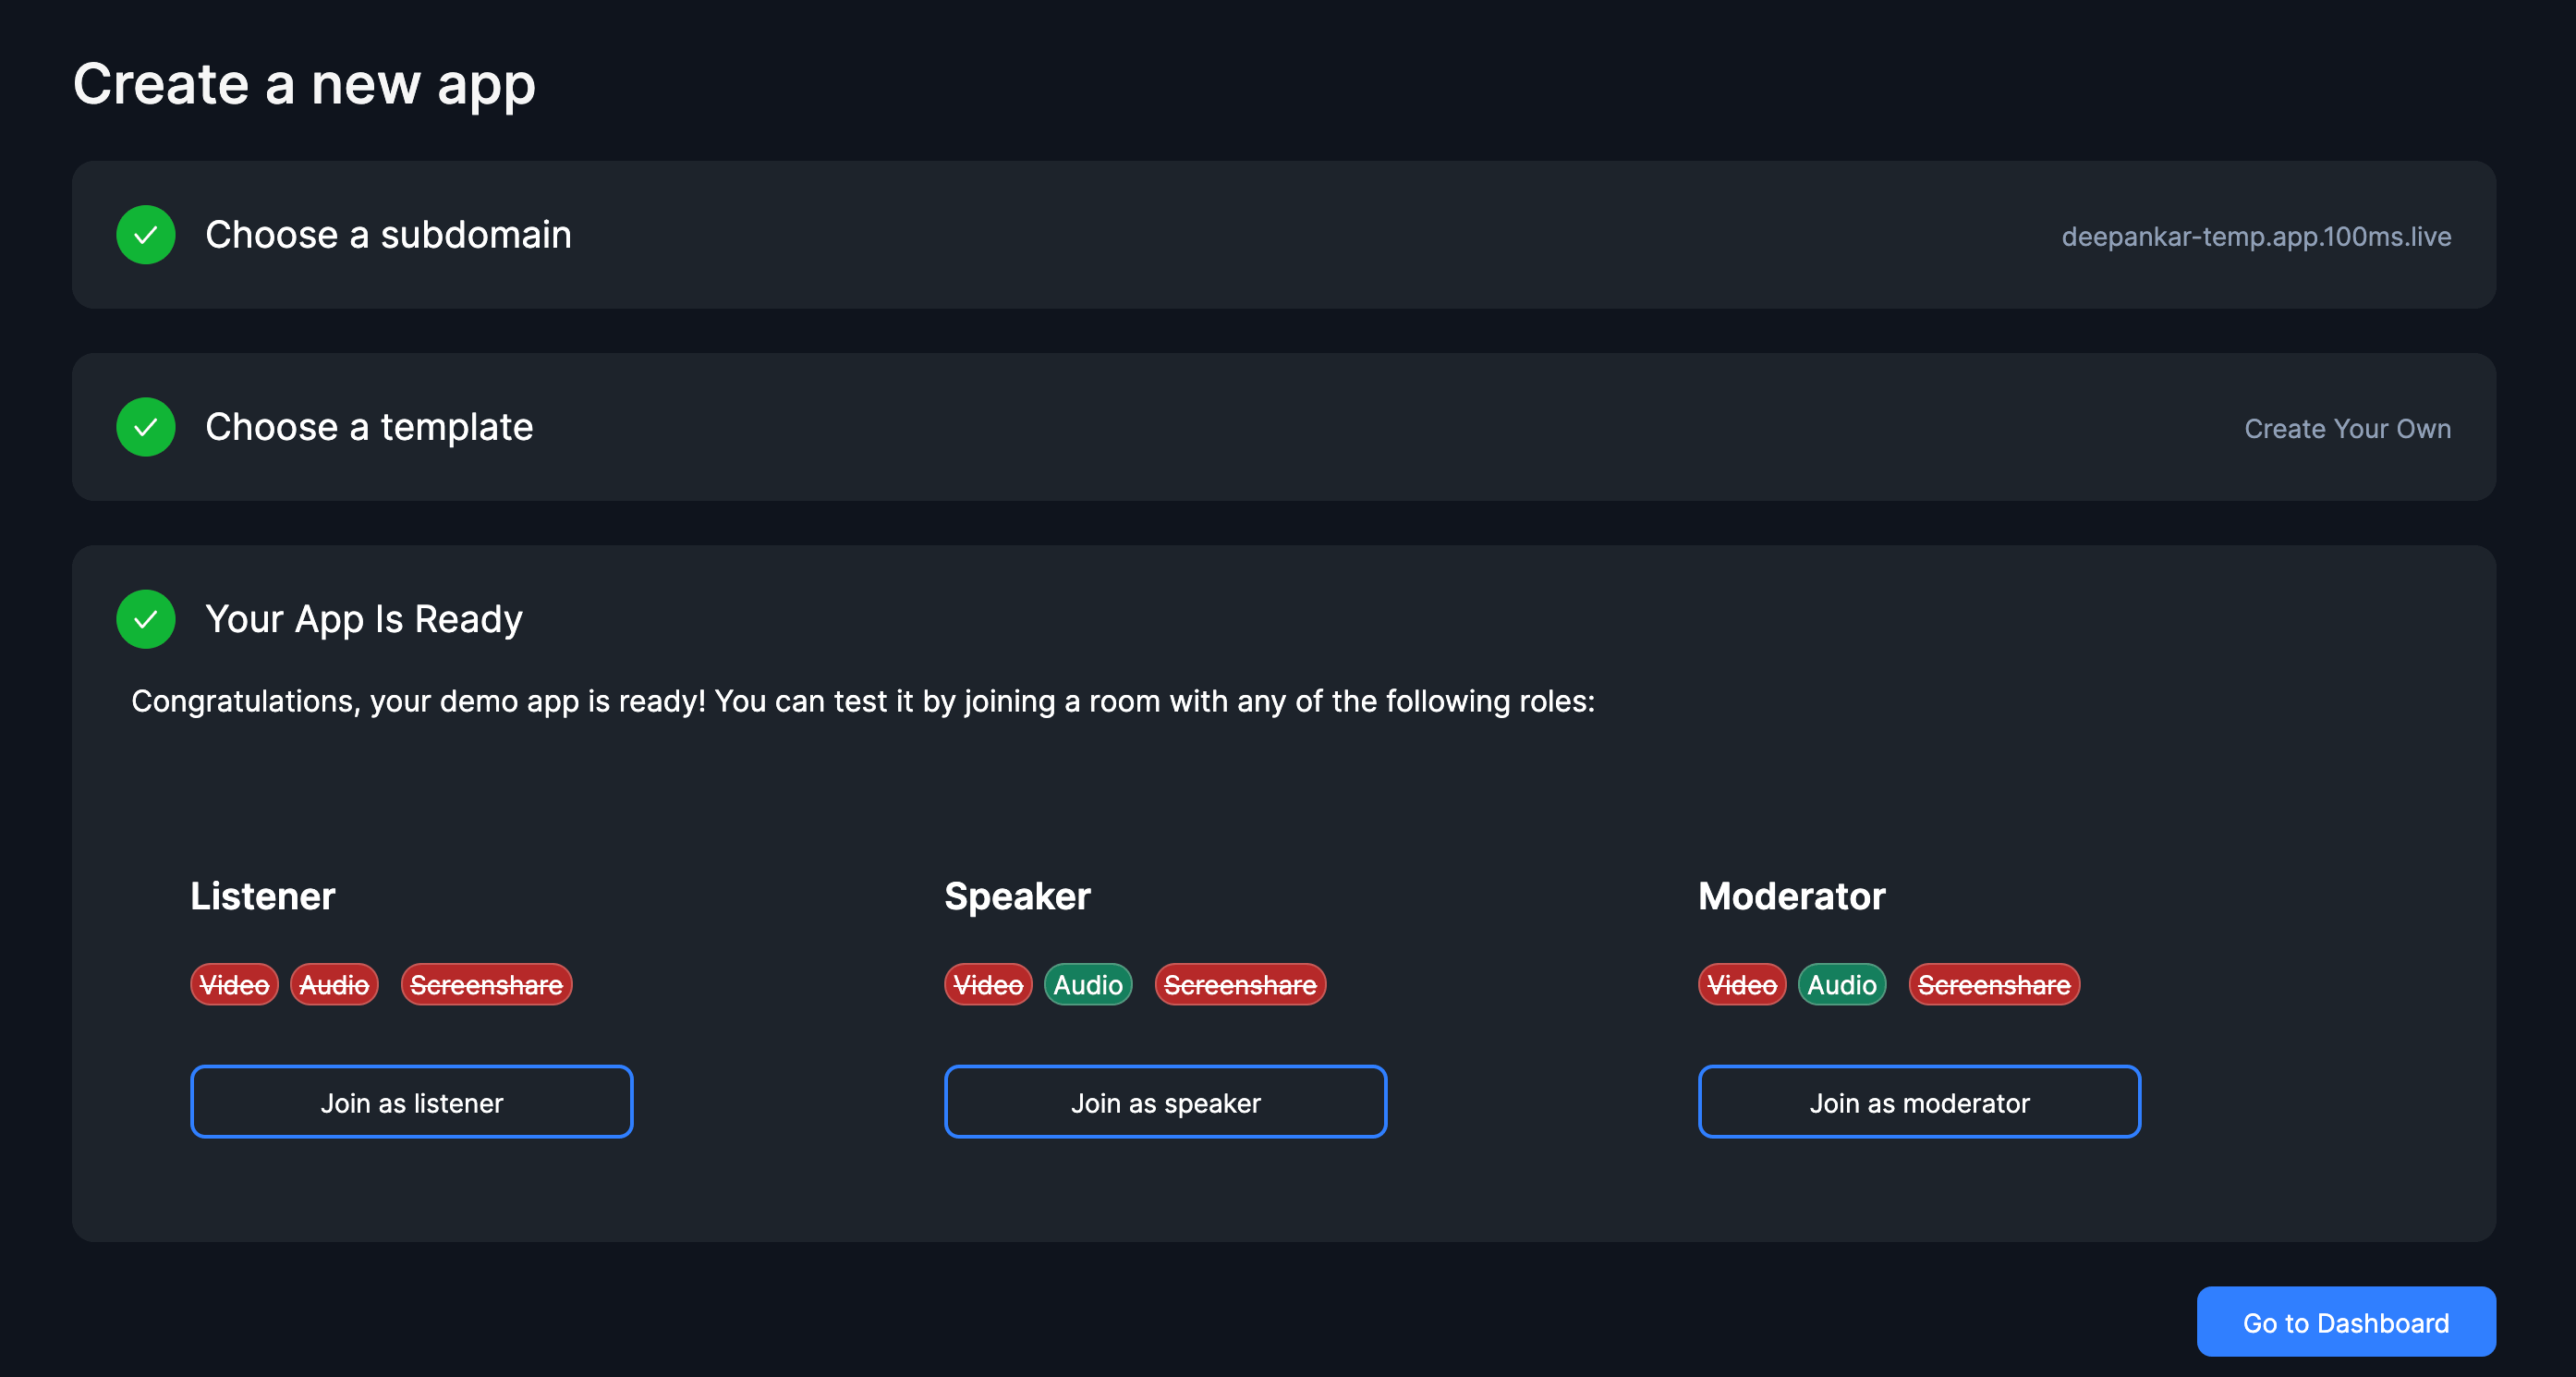 Create a new app
Choose a subdomain
deepankar-temp.app.100ms.live
Choose a template
Create Your Own
Your App Is Ready
Congratulations, your demo app is ready! You can test it by joining a room with any of the following roles:
Listener
Video Audio Screenshare
Join as listener
Speaker
Video Audio Screenshare
Join as speaker
Moderator
Video Audio Screenshare
Join as moderator
Go to Dashboard